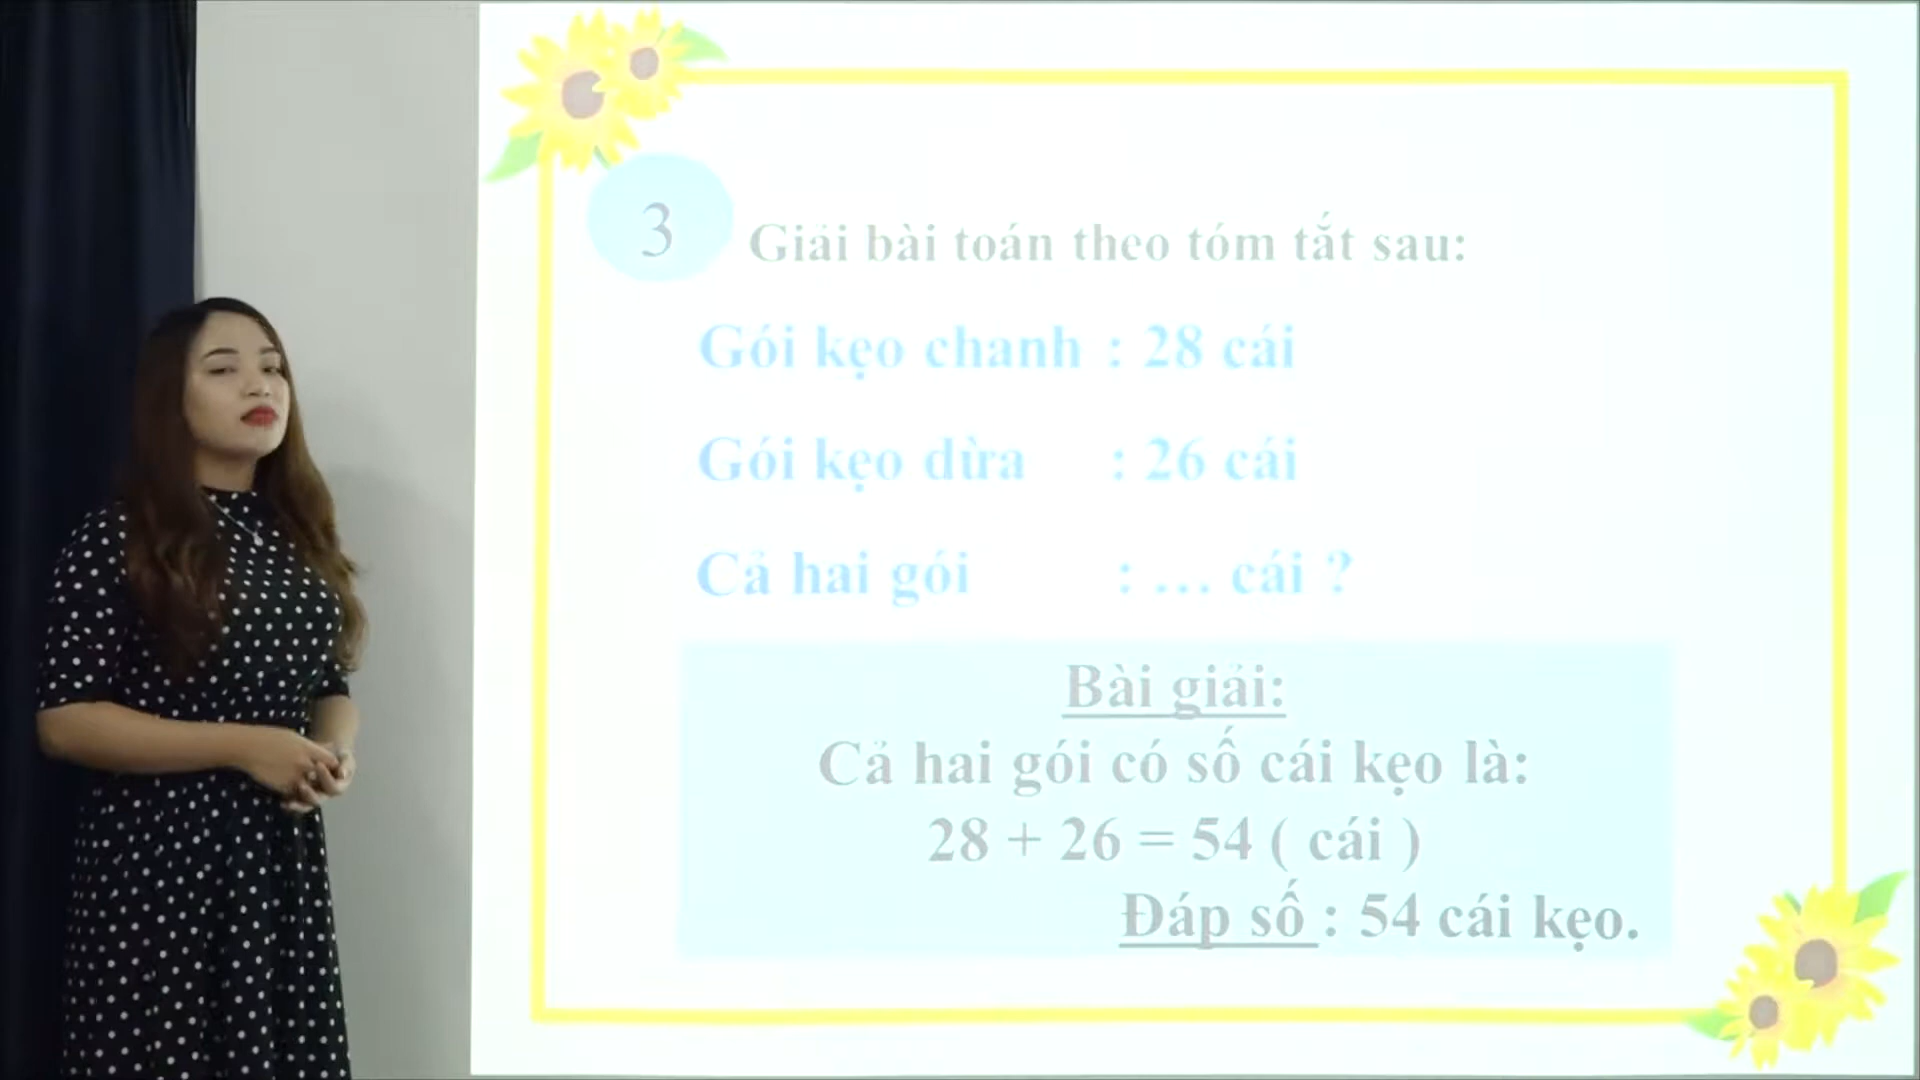 3 Giải bài toán theo tóm tắt sau:
Gói kẹo chanh : 28 cái
Gói kẹo dừa : 26 cái
Cả hai gói : ... cái ?
Bài giải:
Cả hai gói có số cái kẹo là:
28 + 26 = 54 ( cái )
Đáp số : 54 cái kẹo.